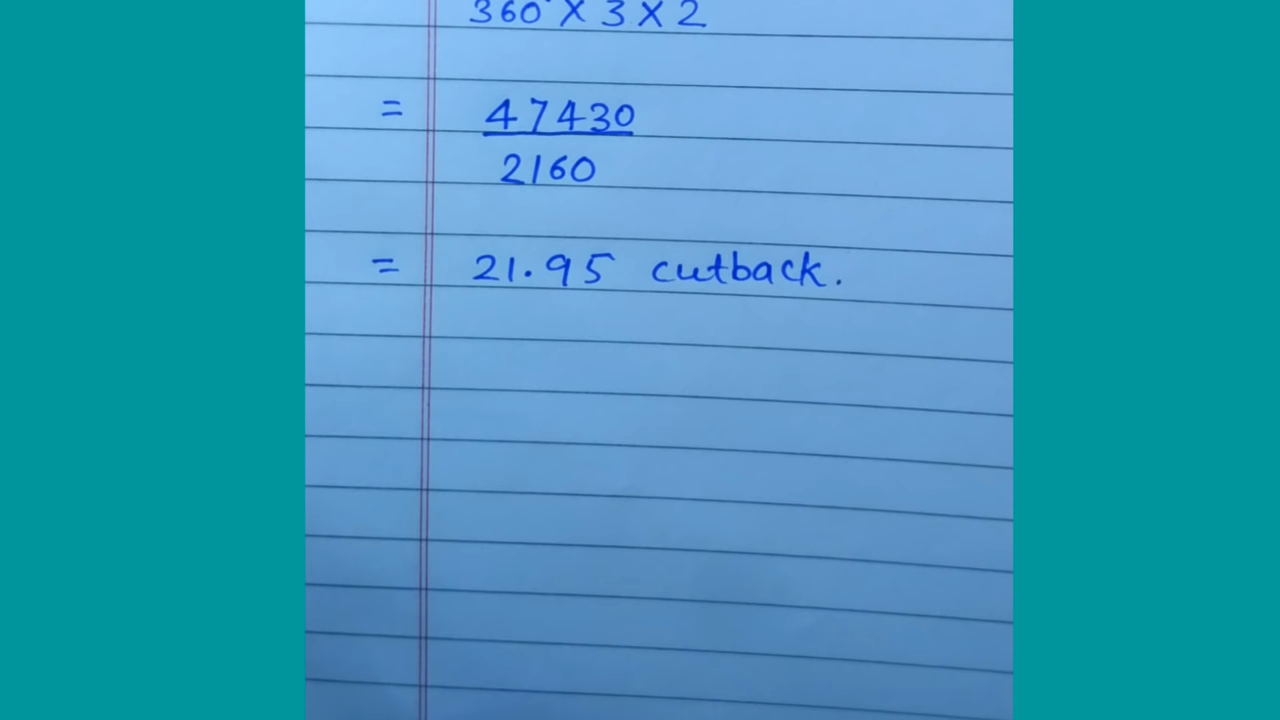 360° X 3 X 2
= 47430
2160
= 21.95 cutback.